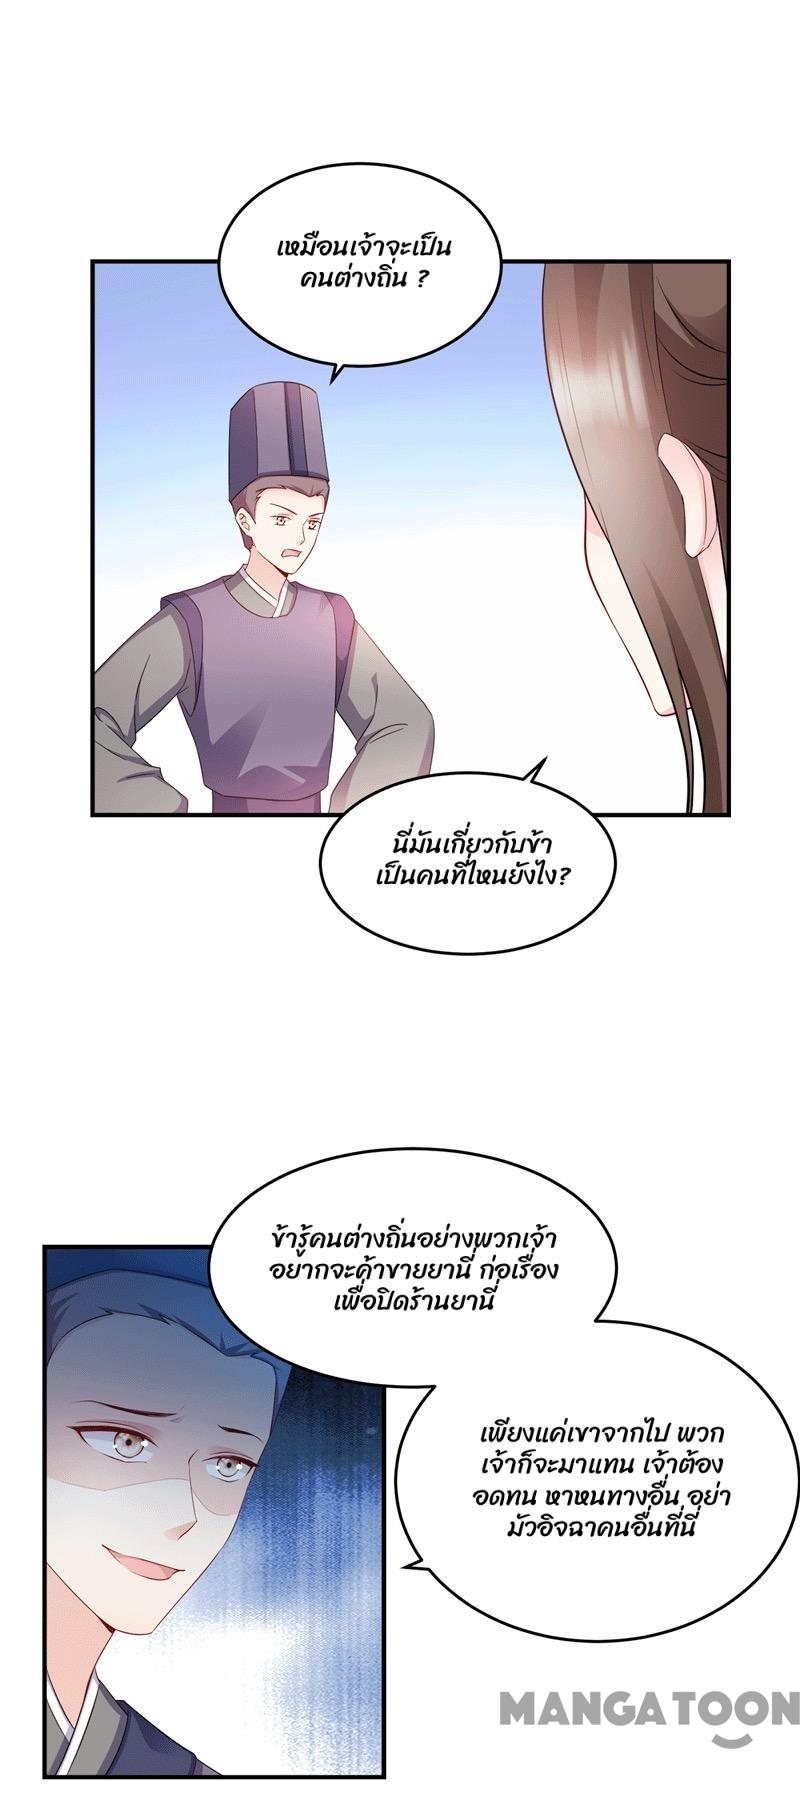 เหมือนเจ้าจะเป็น
คนต่างถิ่น ?
นี่มันเกี่ยวกับข้า
เป็นคนที่ไหนยังไง?
ข้ารู้คนต่างถิ่นอย่างพวกเจ้า
อยากจะค้าขายยานี่ ก่อเรื่อง
เพื่อปิดร้านยานี่
เพียงแค่เขาจากไป พวก
เจ้าก็จะมาแทน เจ้าต้อง
อดทน หาหนทางอื่น อย่า
มัวอิจฉาคนอื่นที่นี่
MANGATOON